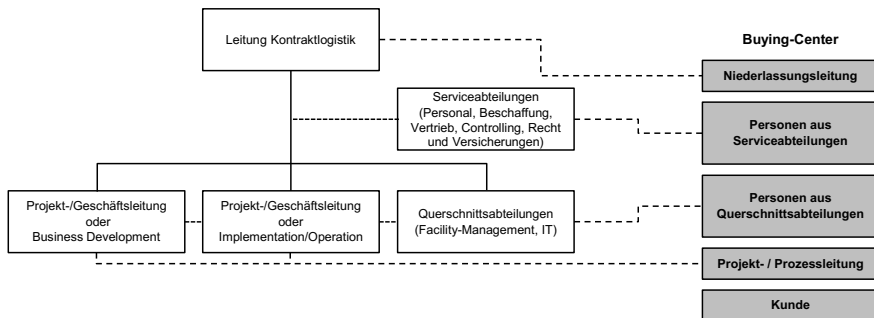 Leitung Kontraktlogistik
Buying-Center
Niederlassungsleitung
Serviceabteilungen
(Personal, Beschaffung,
Vertrieb, Controlling, Recht
und Versicherungen)
Personen aus
Serviceabteilungen
Projekt-/Geschäftsleitung
oder
Business Development
Projekt-/Geschäftsleitung
oder
Implementation/Operation
Querschnittsabteilungen
(Facility-Management, IT)
Personen aus
Querschnittsabteilungen
Projekt- / Prozessleitung
Kunde